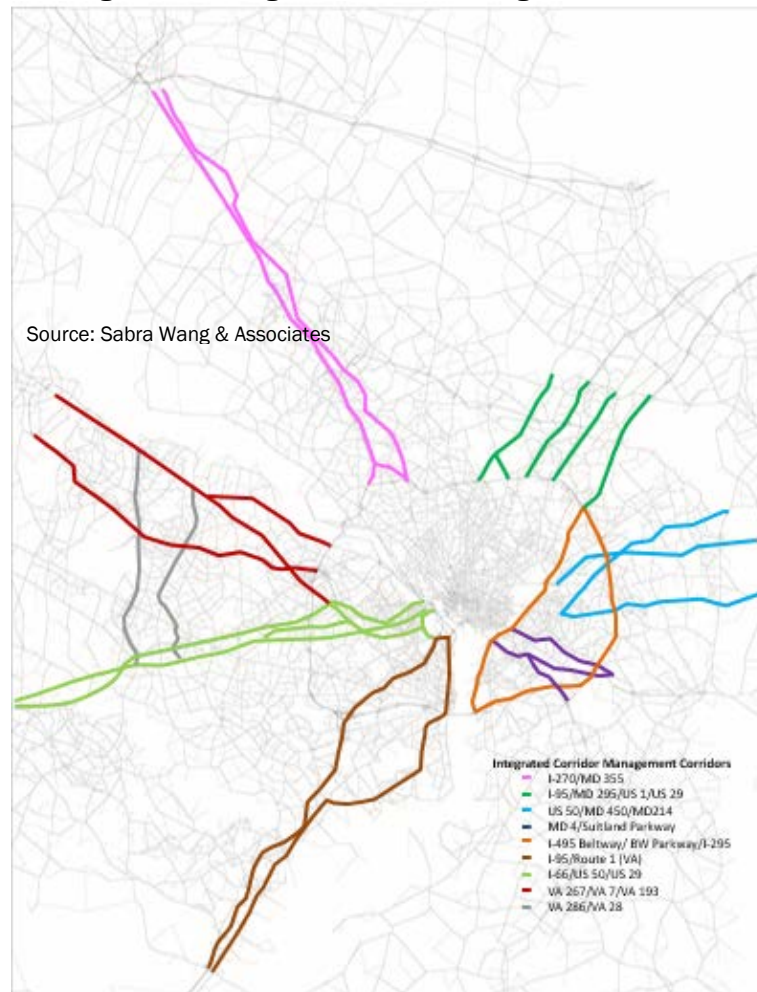 Source: Sabra Wang & Associates
Integrated Corridor Management Corridors
I-270/MD 355
I-95/MD 295/US 1/US 29
US 50/MD 450/MD214
MD 4/Suitland Parkway
I-495 Beltway/ BW Parkway/I-295
I-95/Route 1 (VA)
I-66/US 50/US 29
VA 267/VA 7/VA 193
VA 286/VA 28